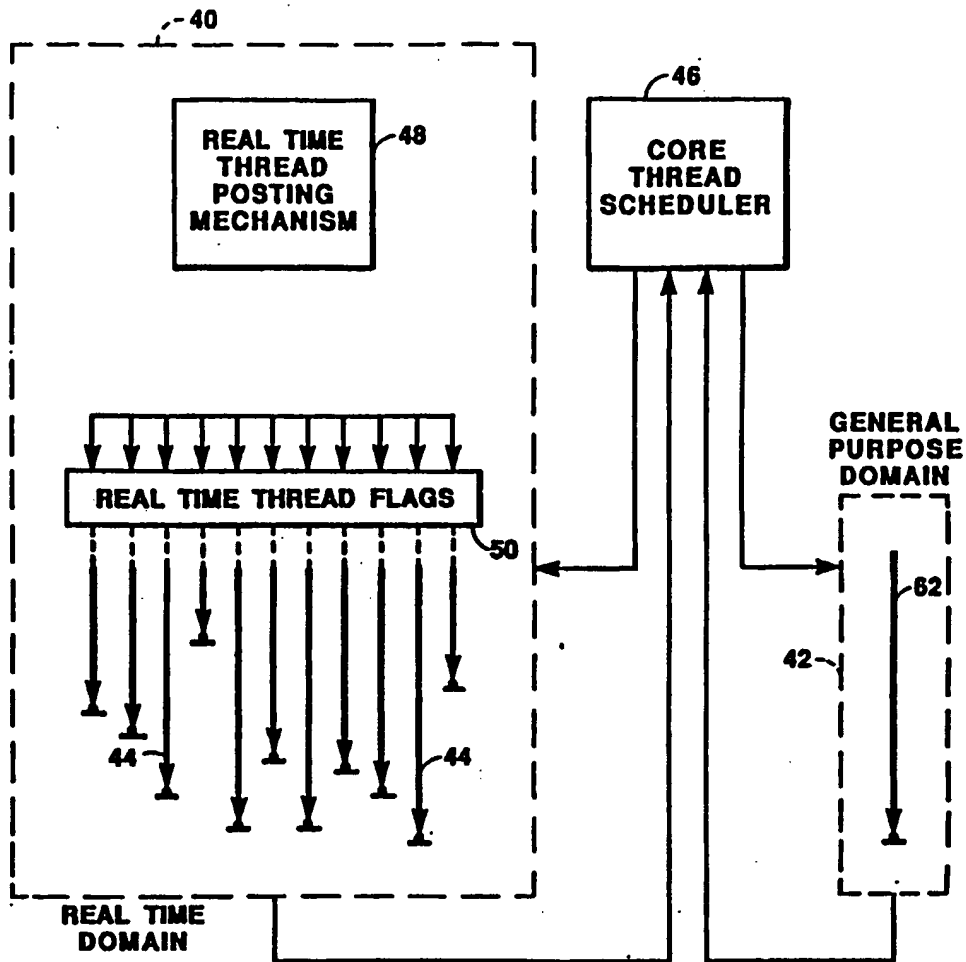 40
REAL TIME
THREAD
POSTING
MECHANISM
48
46
CORE
THREAD
SCHEDULER
REAL TIME THREAD FLAGS
50
44
44
REAL TIME
DOMAIN
GENERAL
PURPOSE
DOMAIN
62
42